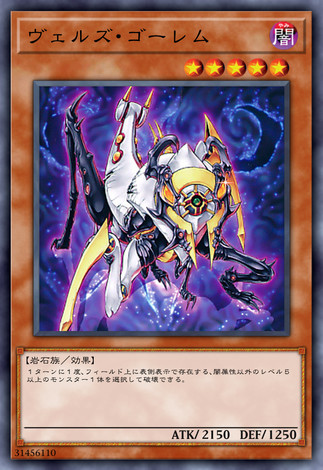 ヴェルズ・ゴーレム
やみ
闇
【岩石族／効果】
１ターンに１度、フィールド上に表側表示で存在する、闇属性以外のレベル５
以上のモンスター１体を選択して破壊できる。
ATK/ 2150 DEF/1250
31456110